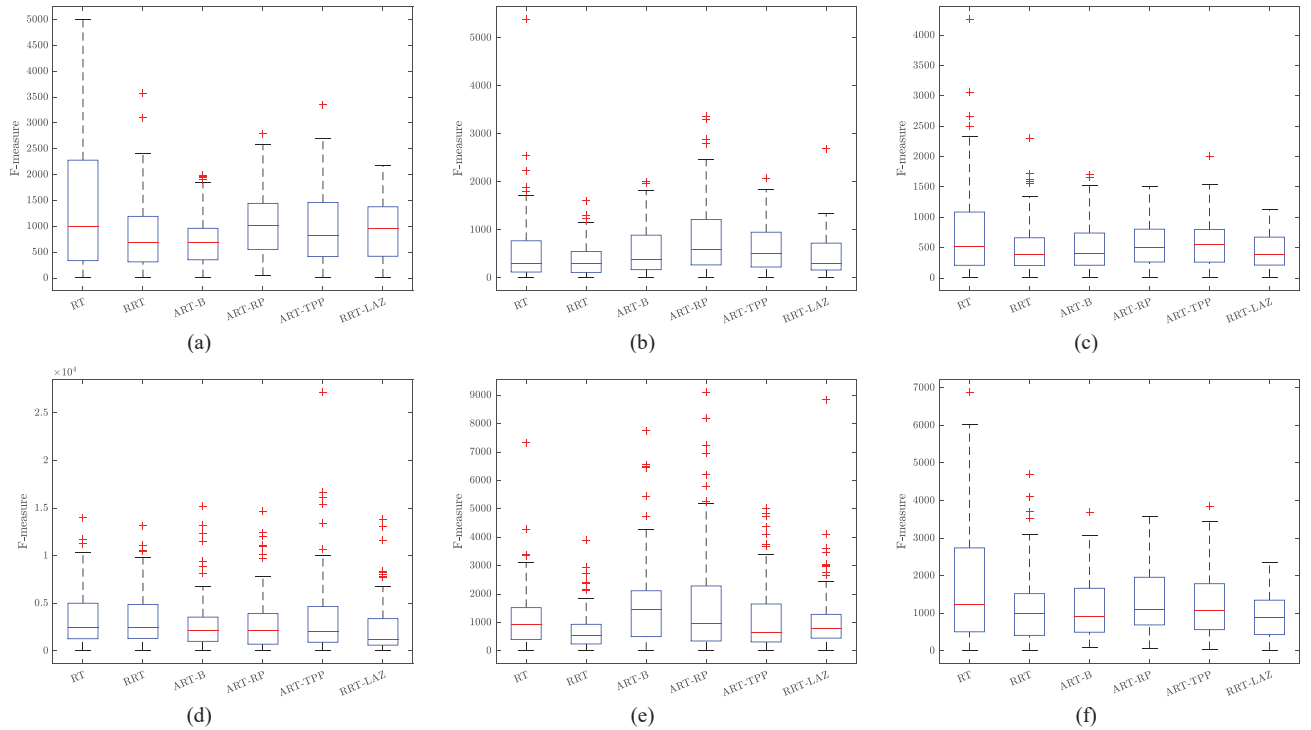 5000
4500
4000
3500
3000
2500
2000
1500
1000
500
0
F-measure
RT
RRT
ART-B
ART-RP
ART-TPP
RRT-LAZ
(a)
5000
4000
3000
2000
1000
0
F-measure
RT
RRT
ART-B
ART-RP
ART-TPP
RRT-LAZ
(b)
4000
3500
3000
2500
2000
1500
1000
500
0
F-measure
RT
RRT
ART-B
ART-RP
ART-TPP
RRT-LAZ
(c)
×10⁴
2.5
2
1.5
1
0.5
0
F-measure
RT
RRT
ART-B
ART-RP
ART-TPP
RRT-LAZ
(d)
9000
8000
7000
6000
5000
4000
3000
2000
1000
0
F-measure
RT
RRT
ART-B
ART-RP
ART-TPP
RRT-LAZ
(e)
7000
6000
5000
4000
3000
2000
1000
0
F-measure
RT
RRT
ART-B
ART-RP
ART-TPP
RRT-LAZ
(f)